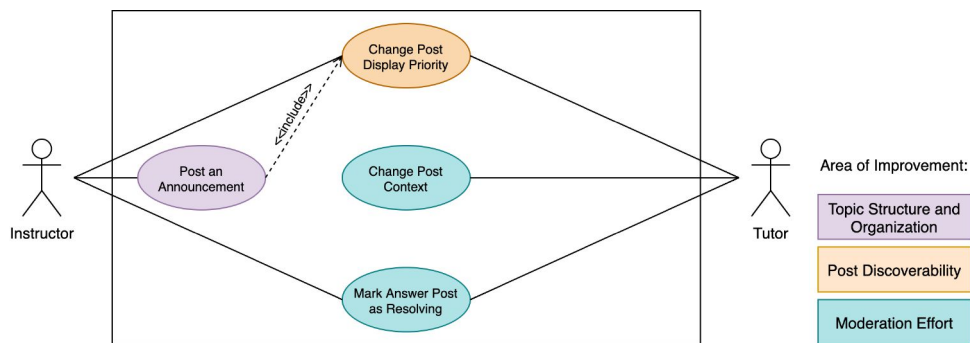 Change Post
Display Priority
<<include>>
Post an
Announcement
Change Post
Context
Mark Answer Post
as Resolving
Instructor
Tutor
Area of Improvement:
Topic Structure and
Organization
Post Discoverability
Moderation Effort